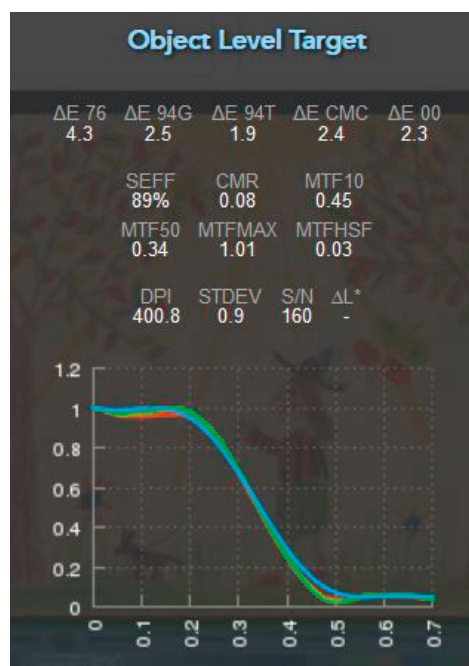 Object Level Target
ΔE 76 ΔE 94G ΔE 94T ΔE CMC ΔE 00
4.3 2.5 1.9 2.4 2.3
SEFF CMR MTF10
89% 0.08 0.45
MTF50 MTFMAX MTFHSF
0.34 1.01 0.03
DPI STDEV S/N ΔL*
400.8 0.9 160 -
1.2
1
0.8
0.6
0.4
0.2
0
0 0.1 0.2 0.3 0.4 0.5 0.6 0.7